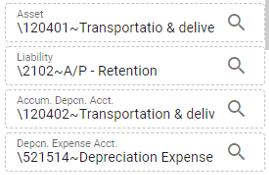 Asset
\120401~Transportatio & delive
Liability
\2102~A/P - Retention
Accum. Depcn. Acct.
\120402~Transportation & deliv
Depcn. Expense Acct.
\521514~Depreciation Expense